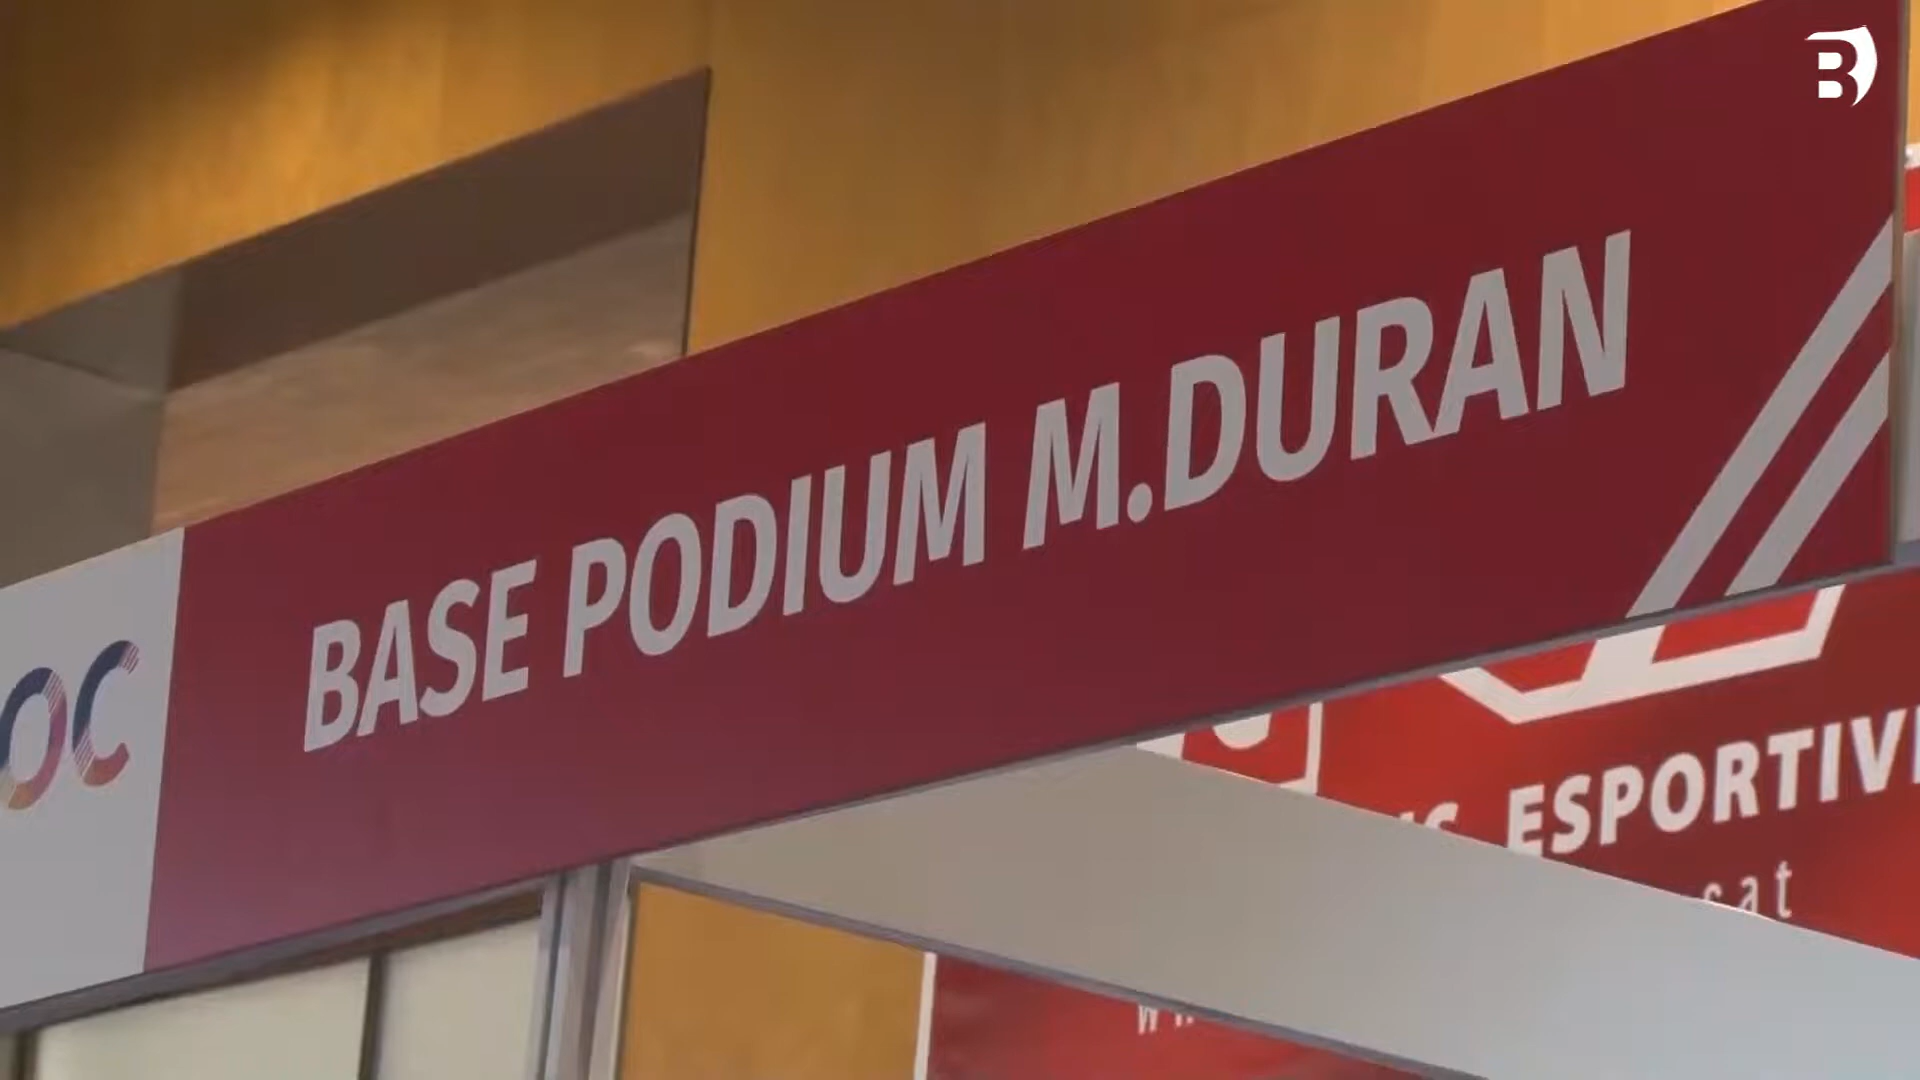 B
OC
BASE PODIUM M.DURAN
ESPORTIV
cat